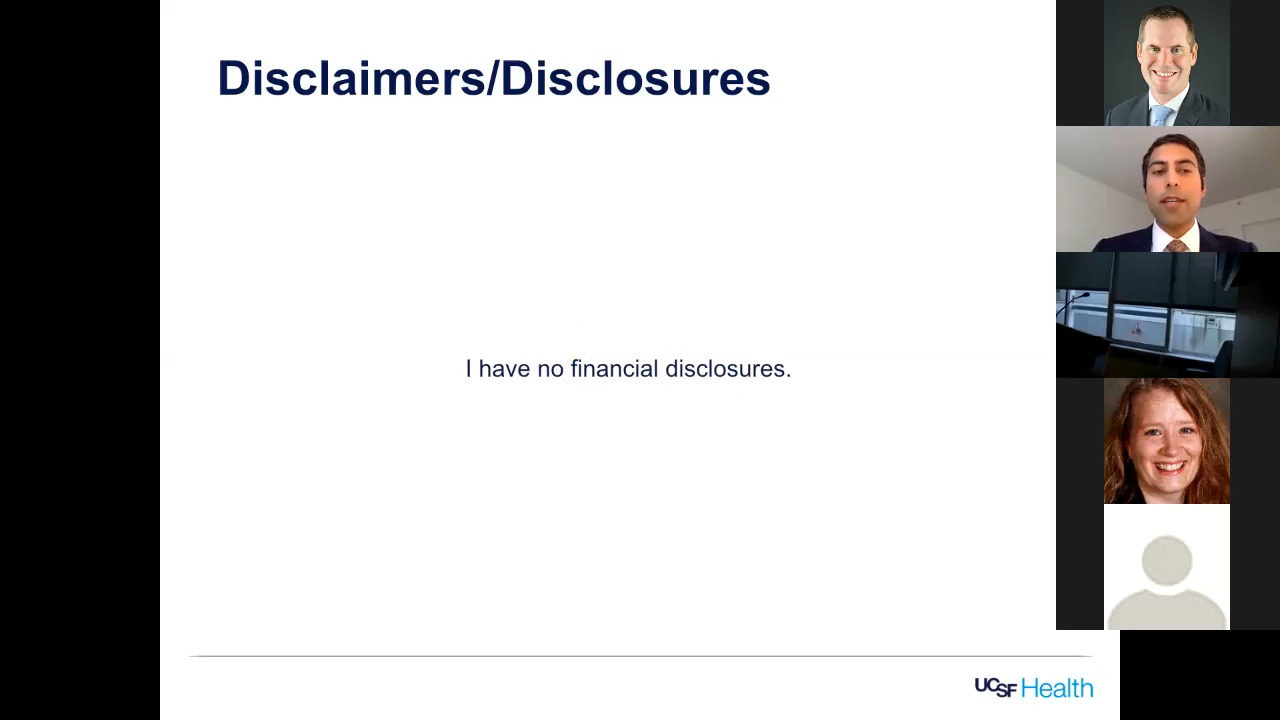 Disclaimers/Disclosures
I have no financial disclosures.
UCSF Health